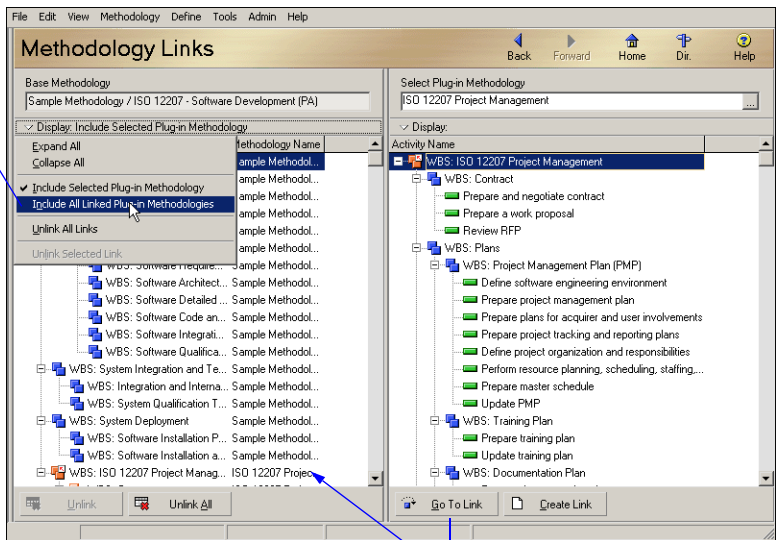 File Edit View Methodology Define Tools Admin Help
Methodology Links
Back Forward Home Dir. Help
Base Methodology
Sample Methodology / ISO 12207 - Software Development (PA)
Display: Include Selected Plug-in Methodology
Expand All
Collapse All
Include Selected Plug-in Methodology
Include All Linked Plug-in Methodologies
Unlink All Links
Unlink Selected Link
Methodology Name
ample Methodol...
ample Methodol...
ample Methodol...
ample Methodol...
ample Methodol...
ample Methodol...
WBS: Software Require... Sample Methodol...
WBS: Software Architect... Sample Methodol...
WBS: Software Detailed ... Sample Methodol...
WBS: Software Code an... Sample Methodol...
WBS: Software Integrati... Sample Methodol...
WBS: Software Qualifica... Sample Methodol...
WBS: System Integration and Te... Sample Methodol...
WBS: Integration and Interna... Sample Methodol...
WBS: System Qualification T... Sample Methodol...
WBS: System Deployment Sample Methodol...
WBS: Software Installation P... Sample Methodol...
WBS: Software Installation a... Sample Methodol...
WBS: ISO 12207 Project Manag... ISO 12207 Projec
Unlink Unlink All
Select Plug-in Methodology
ISO 12207 Project Management ...
Display:
Activity Name
WBS: ISO 12207 Project Management
WBS: Contract
Prepare and negotiate contract
Prepare a work proposal
Review RFP
WBS: Plans
WBS: Project Management Plan (PMP)
Define software engineering environment
Prepare project management plan
Prepare plans for acquirer and user involvements
Prepare project tracking and reporting plans
Define project organization and responsibilities
Perform resource planning, scheduling, staffing,...
Prepare master schedule
Update PMP
WBS: Training Plan
Prepare training plan
Update training plan
WBS: Documentation Plan
Go To Link Create Link